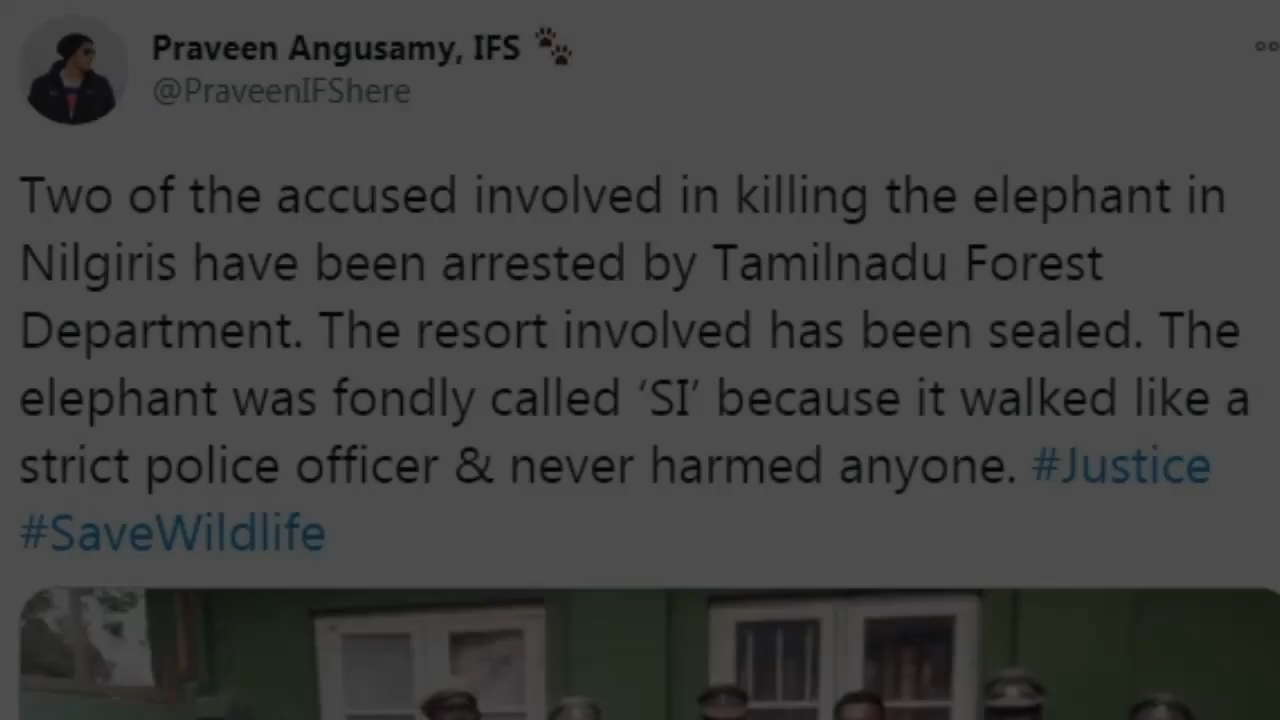 Praveen Angusamy, IFS
@PraveenIFShere
Two of the accused involved in killing the elephant in
Nilgiris have been arrested by Tamilnadu Forest
Department. The resort involved has been sealed. The
elephant was fondly called ‘SI’ because it walked like a
strict police officer & never harmed anyone. #Justice
#SaveWildlife